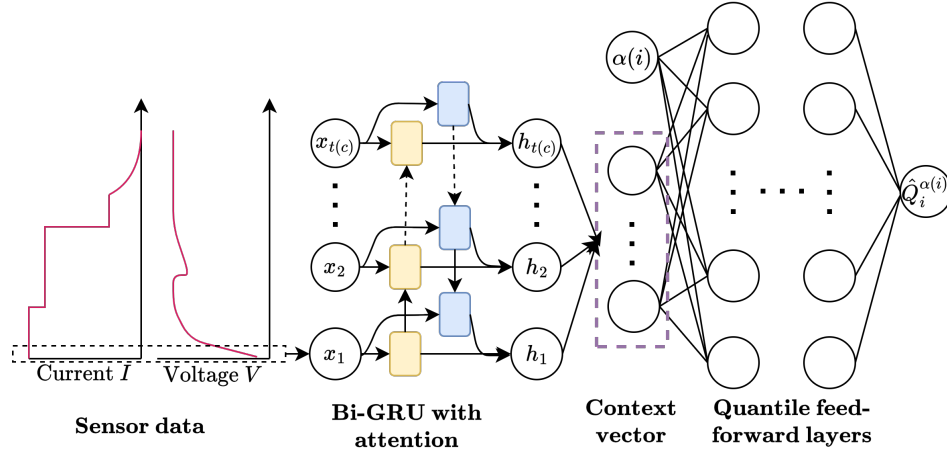 α(i)
x_{t(c)}
h_{t(c)}
Q̂_i^{α(i)}
x_2
h_2
x_1
h_1
Current I
Voltage V
Sensor data
Bi-GRU with
attention
Context
vector
Quantile feed-
forward layers